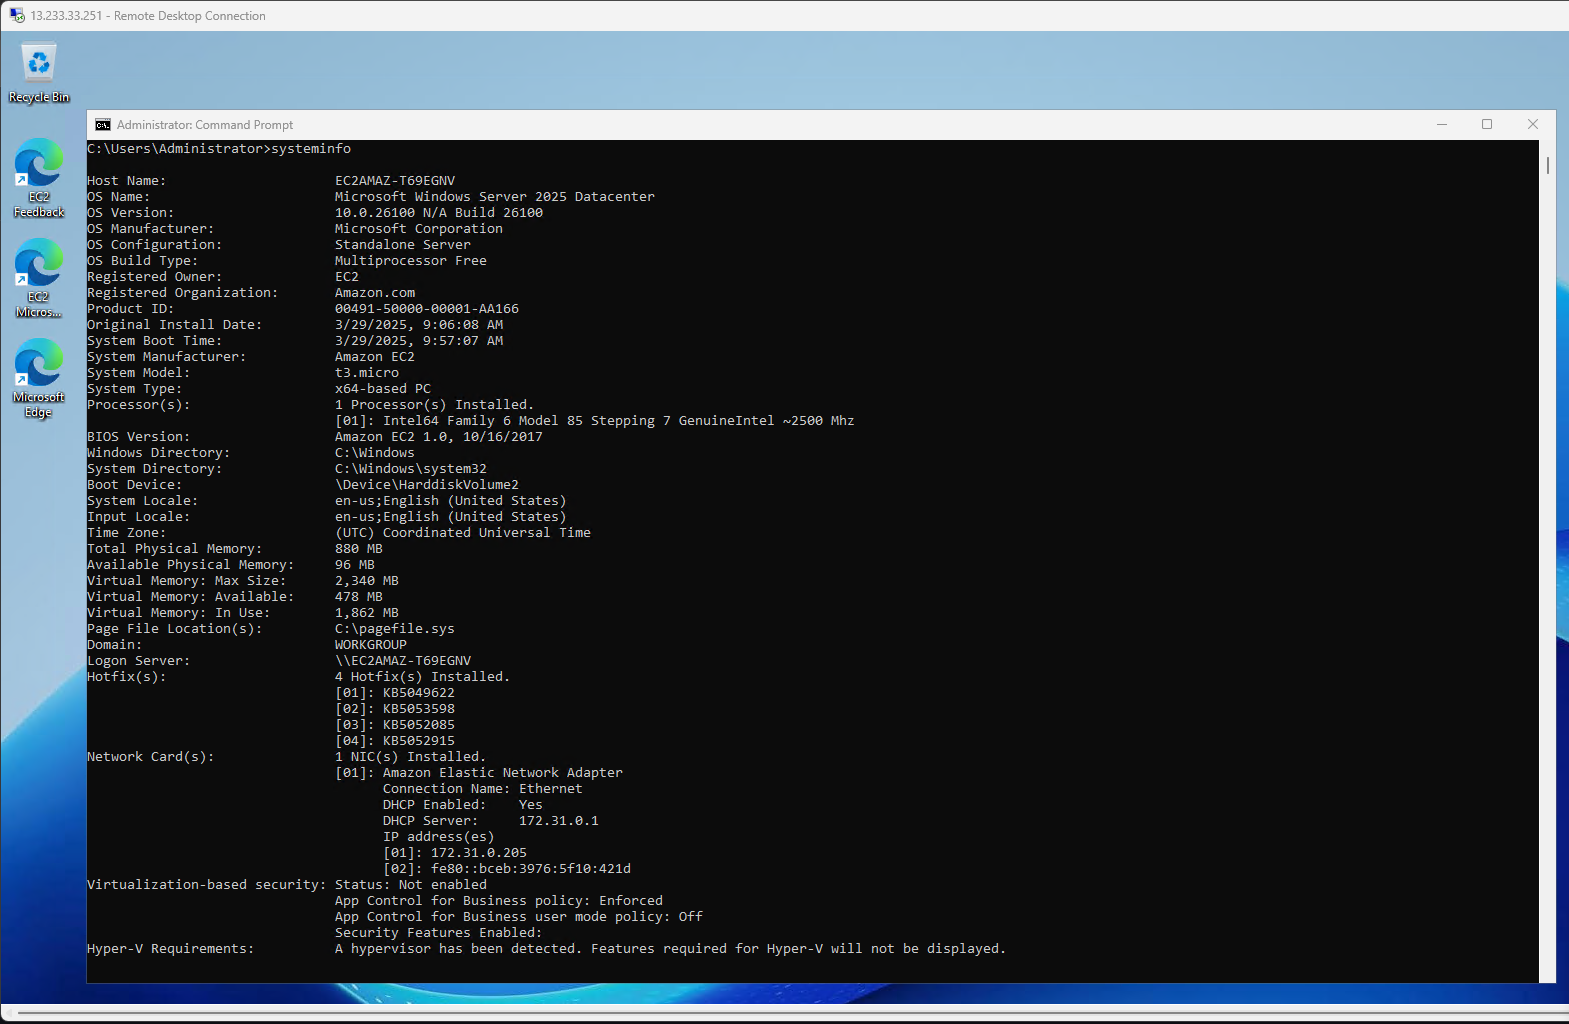 13.233.33.251 - Remote Desktop Connection
Recycle Bin
EC2
Feedback
EC2
Micros...
Microsoft
Edge
Administrator: Command Prompt
C:\Users\Administrator>systeminfo
Host Name: EC2AMAZ-T69EGNV
OS Name: Microsoft Windows Server 2025 Datacenter
OS Version: 10.0.26100 N/A Build 26100
OS Manufacturer: Microsoft Corporation
OS Configuration: Standalone Server
OS Build Type: Multiprocessor Free
Registered Owner: EC2
Registered Organization: Amazon.com
Product ID: 00491-50000-00001-AA166
Original Install Date: 3/29/2025, 9:06:08 AM
System Boot Time: 3/29/2025, 9:57:07 AM
System Manufacturer: Amazon EC2
System Model: t3.micro
System Type: x64-based PC
Processor(s): 1 Processor(s) Installed.
[01]: Intel64 Family 6 Model 85 Stepping 7 GenuineIntel ~2500 Mhz
BIOS Version: Amazon EC2 1.0, 10/16/2017
Windows Directory: C:\Windows
System Directory: C:\Windows\system32
Boot Device: \Device\HarddiskVolume2
System Locale: en-us;English (United States)
Input Locale: en-us;English (United States)
Time Zone: (UTC) Coordinated Universal Time
Total Physical Memory: 880 MB
Available Physical Memory: 96 MB
Virtual Memory: Max Size: 2,340 MB
Virtual Memory: Available: 478 MB
Virtual Memory: In Use: 1,862 MB
Page File Location(s): C:\pagefile.sys
Domain: WORKGROUP
Logon Server: \\EC2AMAZ-T69EGNV
Hotfix(s): 4 Hotfix(s) Installed.
[01]: KB5049622
[02]: KB5053598
[03]: KB5052085
[04]: KB5052915
Network Card(s): 1 NIC(s) Installed.
[01]: Amazon Elastic Network Adapter
Connection Name: Ethernet
DHCP Enabled: Yes
DHCP Server: 172.31.0.1
IP address(es)
[01]: 172.31.0.205
[02]: fe80::bceb:3976:5f10:421d
Virtualization-based security: Status: Not enabled
App Control for Business policy: Enforced
App Control for Business user mode policy: Off
Security Features Enabled:
Hyper-V Requirements: A hypervisor has been detected. Features required for Hyper-V will not be displayed.